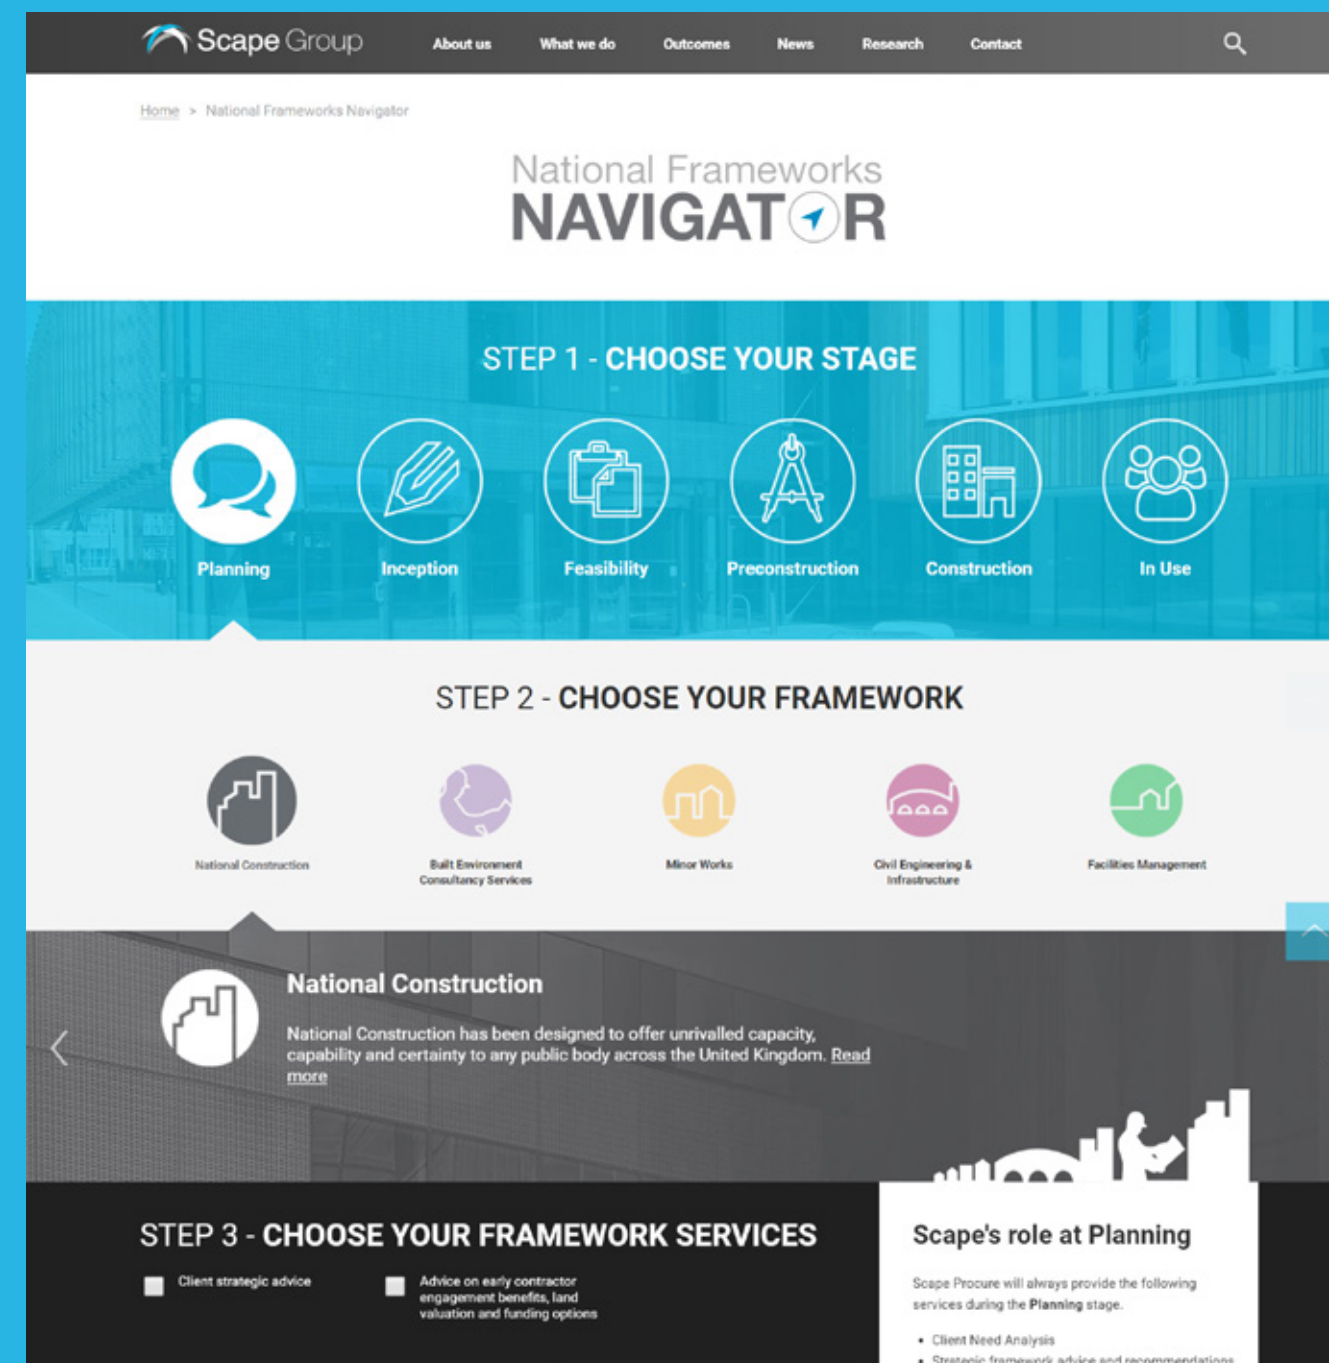 Scape Group
About us
What we do
Outcomes
News
Research
Contact
Home > National Frameworks Navigator
National Frameworks
NAVIGATOR
STEP 1 - CHOOSE YOUR STAGE
Planning
Inception
Feasibility
Preconstruction
Construction
In Use
STEP 2 - CHOOSE YOUR FRAMEWORK
National Construction
Built Environment
Consultancy Services
Minor Works
Civil Engineering &
Infrastructure
Facilities Management
National Construction
National Construction has been designed to offer unrivalled capacity,
capability and certainty to any public body across the United Kingdom. Read
more
STEP 3 - CHOOSE YOUR FRAMEWORK SERVICES
Client strategic advice
Advice on early contractor
engagement benefits, land
valuation and funding options
Scape's role at Planning
Scape Procure will always provide the following
services during the Planning stage.
• Client Need Analysis
• Strategic framework advice and recommendations